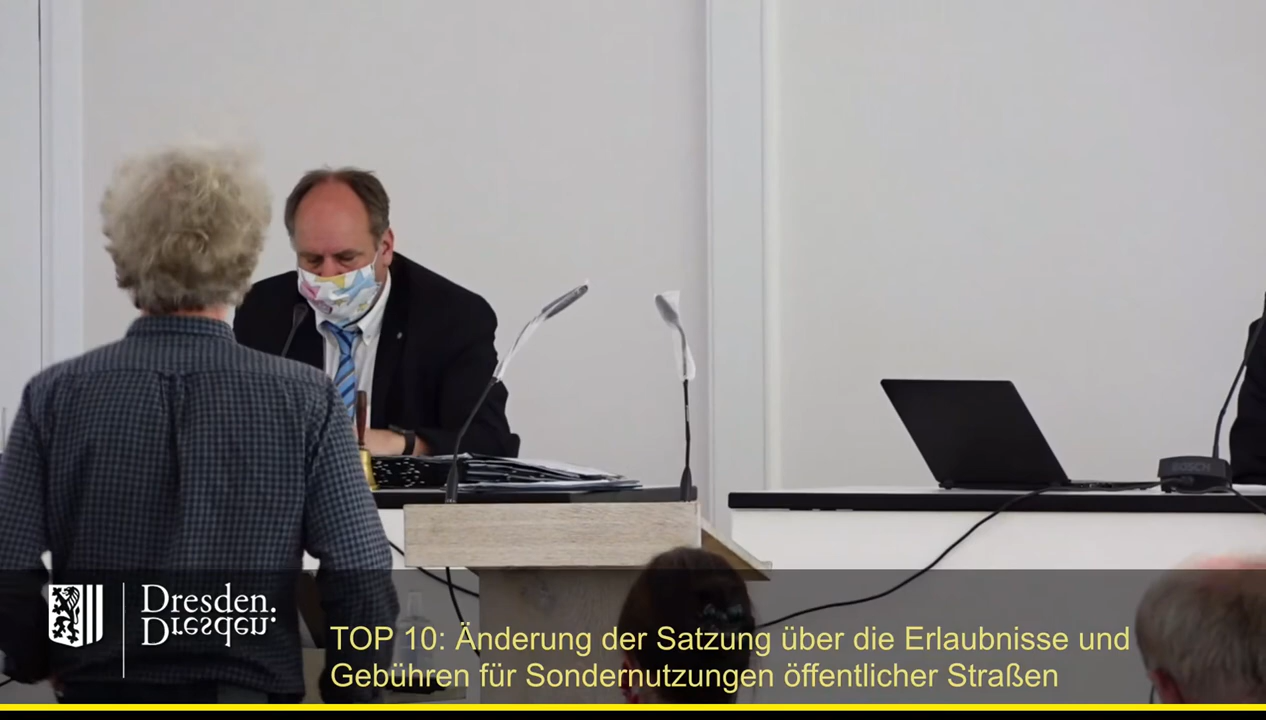 Dresden.
Dresden.
TOP 10: Änderung der Satzung über die Erlaubnisse und
Gebühren für Sondernutzungen öffentlicher Straßen
BOSCH